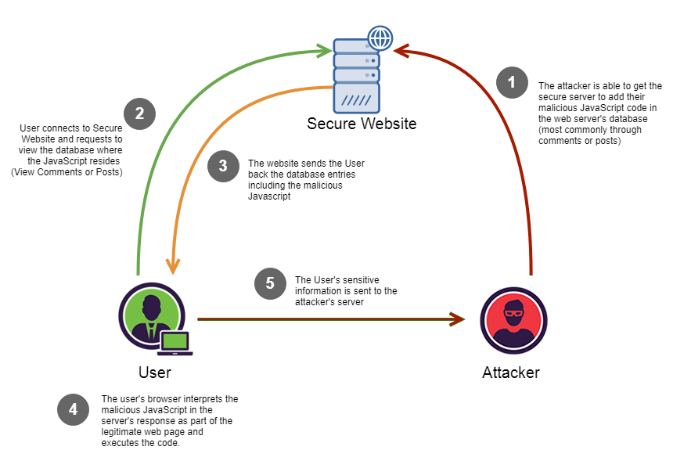 Secure Website
1
The attacker is able to get the
secure server to add their
malicious JavaScript code in
the web server's database
(most commonly through
comments or posts)
2
User connects to Secure
Website and requests to
view the database where
the JavaScript resides
(View Comments or Posts)
3
The website sends the User
back the database entries
including the malicious
Javascript
5
The User's sensitive
information is sent to the
attacker's server
User
Attacker
4
The user's browser interprets the
malicious JavaScript in the
server's response as part of the
legitimate web page and
executes the code.